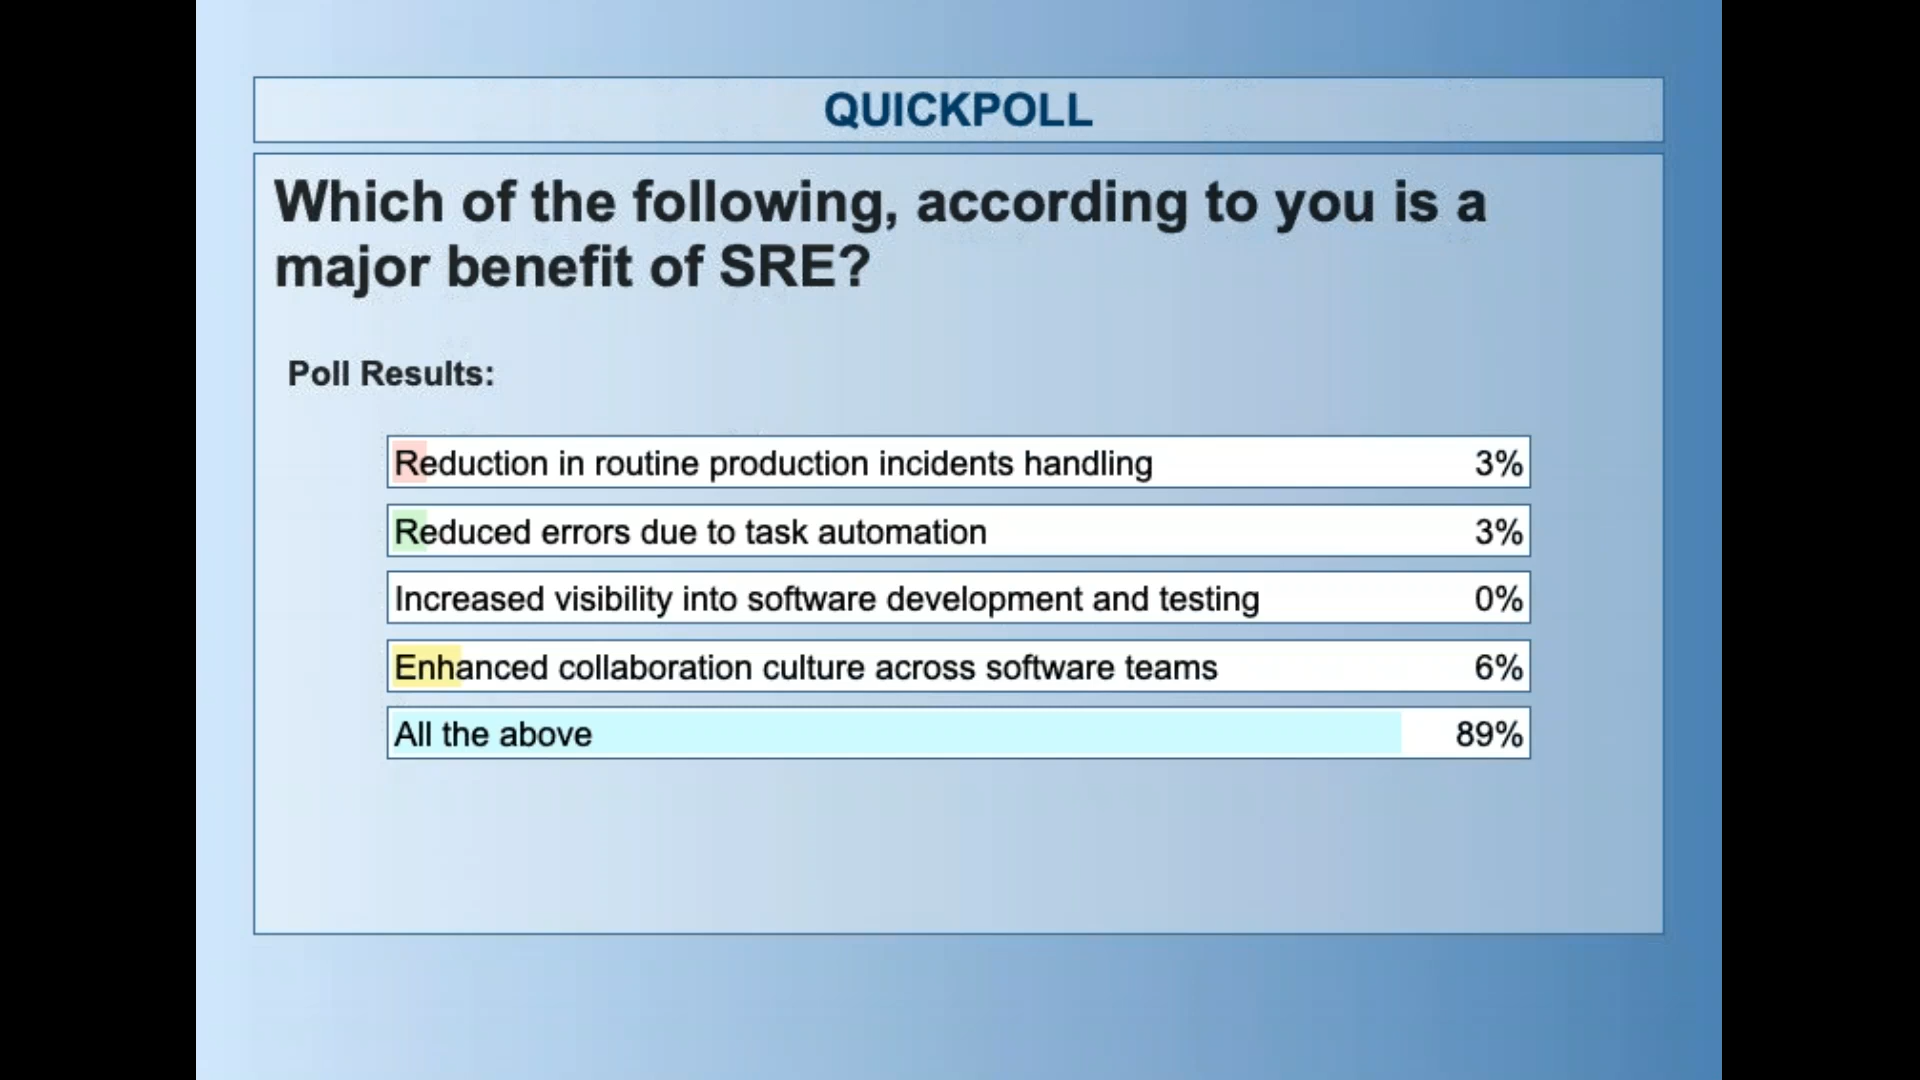 QUICKPOLL
Which of the following, according to you is a
major benefit of SRE?
Poll Results:
Reduction in routine production incidents handling 3%
Reduced errors due to task automation 3%
Increased visibility into software development and testing 0%
Enhanced collaboration culture across software teams 6%
All the above 89%